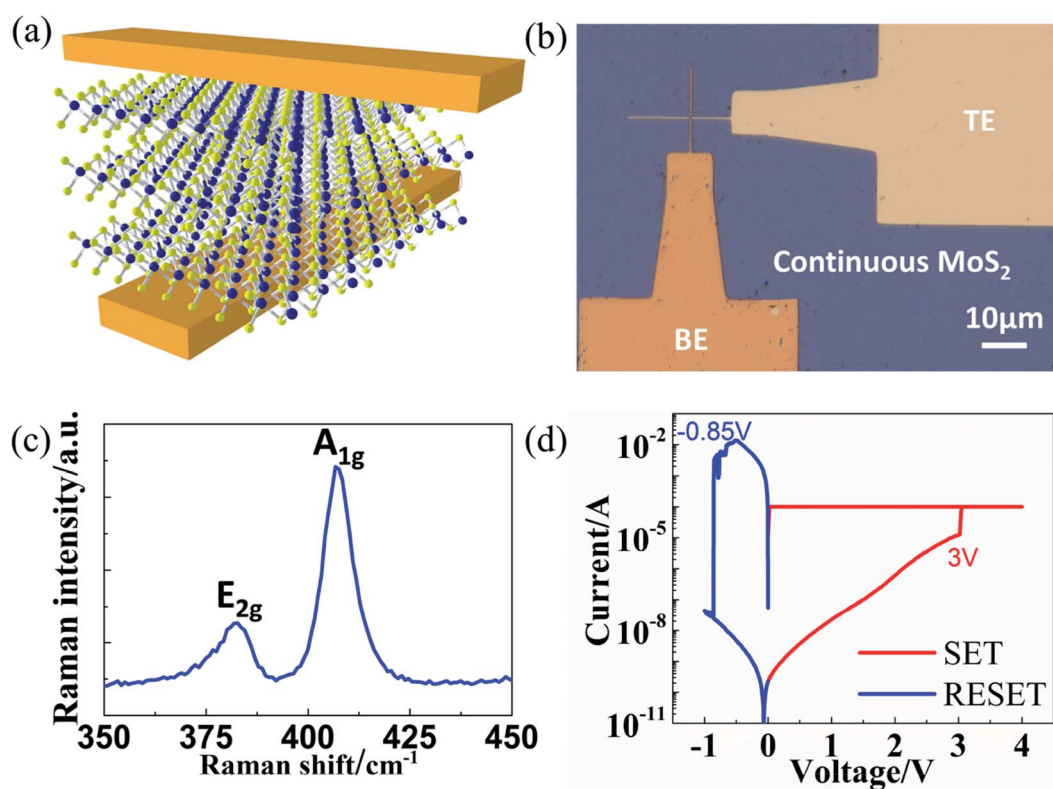 (a)
(b)
TE
Continuous MoS₂
BE
10μm
(c)
Raman intensity/a.u.
A₁g
E₂g
350 375 400 425 450
Raman shift/cm⁻¹
(d)
Current/A
10⁻²
10⁻⁵
10⁻⁸
10⁻¹¹
-0.85V
3V
SET
RESET
-1 0 1 2 3 4
Voltage/V